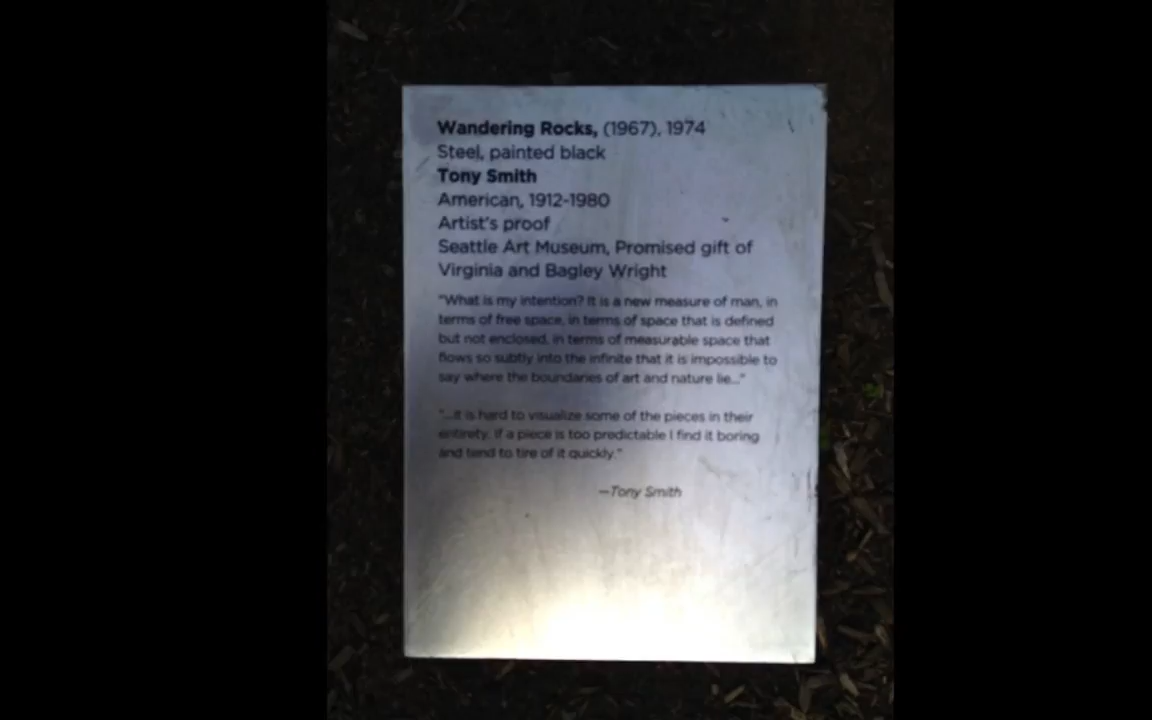 Wandering Rocks, (1967), 1974
Steel, painted black
Tony Smith
American, 1912-1980
Artist's proof
Seattle Art Museum, Promised gift of
Virginia and Bagley Wright
"What is my intention? It is a new measure of man, in
terms of free space, in terms of space that is defined
but not enclosed, in terms of measurable space that
flows so subtly into the infinite that it is impossible to
say where the boundaries of art and nature lie..."
"...it is hard to visualize some of the pieces in their
entirety. If a piece is too predictable I find it boring
and tend to tire of it quickly."
—Tony Smith